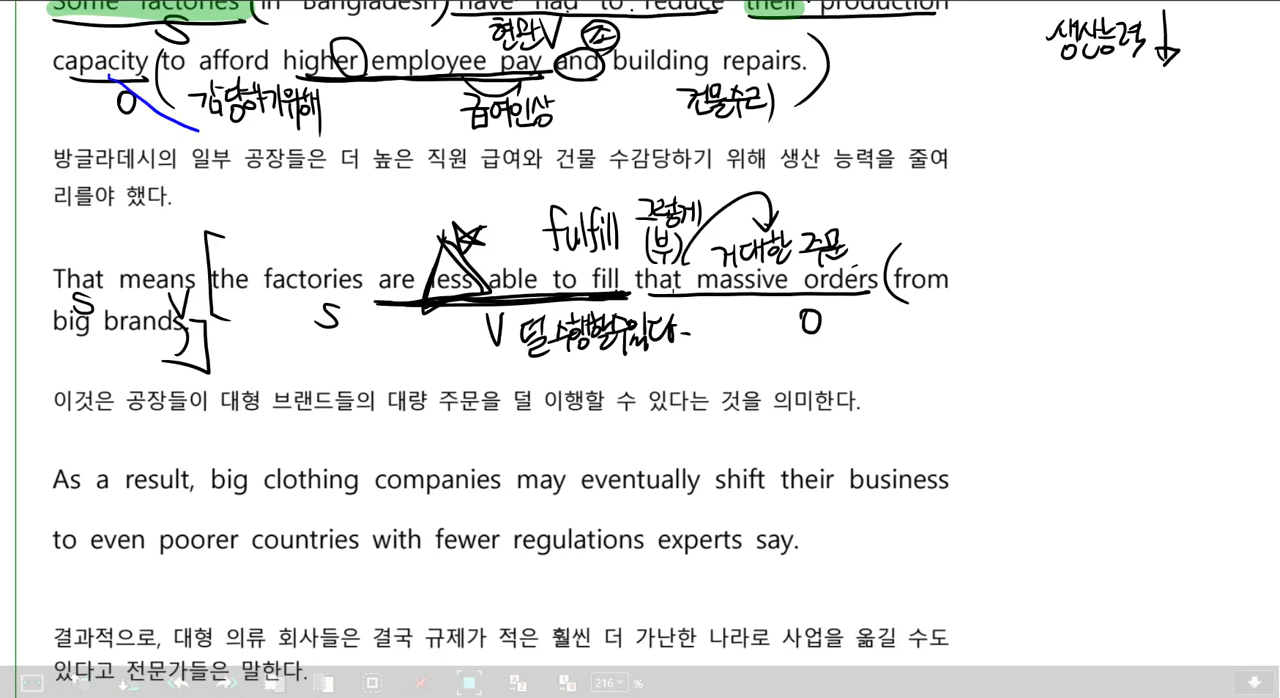 Some factories (in Bangladesh) have had to reduce their production
S
현완V 조
생산능력 ↓
capacity (to afford higher employee pay and building repairs.)
O 감당하기위해 급여인상 건물수리
방글라데시의 일부 공장들은 더 높은 직원 급여와 건물 수감당하기 위해 생산 능력을 줄여
리를야 했다.
fulfill 그렇게 (부) 거대한 주문
That means [the factories are less able to fill that massive orders (from
S V S V 덜 수행할수있다- O
big brands.)]
이것은 공장들이 대형 브랜드들의 대량 주문을 덜 이행할 수 있다는 것을 의미한다.
As a result, big clothing companies may eventually shift their business
to even poorer countries with fewer regulations experts say.
결과적으로, 대형 의류 회사들은 결국 규제가 적은 훨씬 더 가난한 나라로 사업을 옮길 수도
있다고 전문가들은 말한다.
216 %